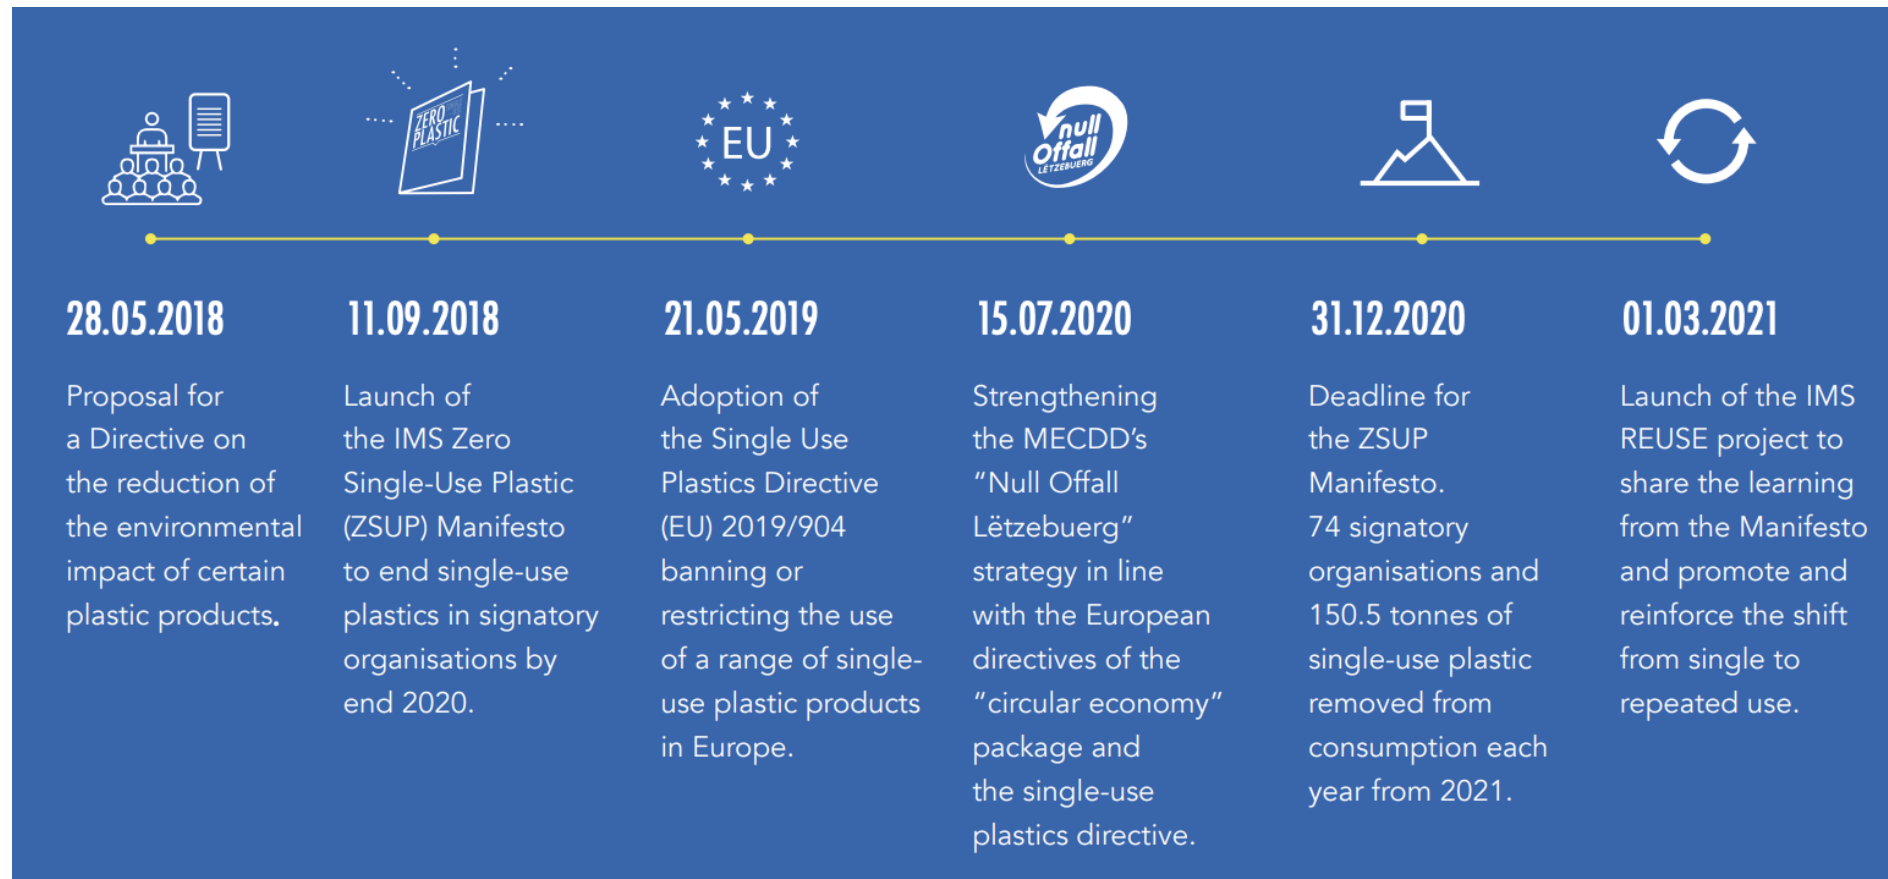 ZERO
PLASTIC
EU
null
Offall
LËTZEBUERG
28.05.2018
Proposal for
a Directive on
the reduction of
the environmental
impact of certain
plastic products.
11.09.2018
Launch of
the IMS Zero
Single-Use Plastic
(ZSUP) Manifesto
to end single-use
plastics in signatory
organisations by
end 2020.
21.05.2019
Adoption of
the Single Use
Plastics Directive
(EU) 2019/904
banning or
restricting the use
of a range of single-
use plastic products
in Europe.
15.07.2020
Strengthening
the MECDD’s
“Null Offall
Lëtzebuerg”
strategy in line
with the European
directives of the
“circular economy”
package and
the single-use
plastics directive.
31.12.2020
Deadline for
the ZSUP
Manifesto.
74 signatory
organisations and
150.5 tonnes of
single-use plastic
removed from
consumption each
year from 2021.
01.03.2021
Launch of the IMS
REUSE project to
share the learning
from the Manifesto
and promote and
reinforce the shift
from single to
repeated use.